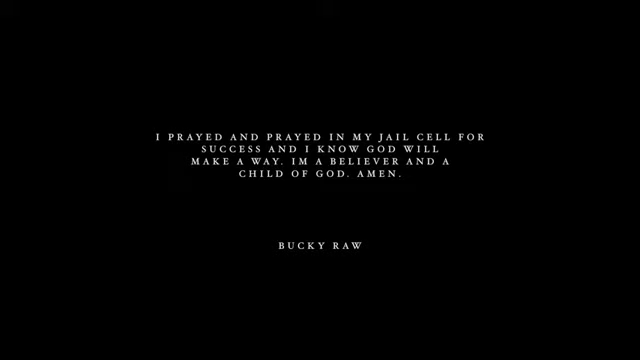 I PRAYED AND PRAYED IN MY JAIL CELL FOR
SUCCESS AND I KNOW GOD WILL
MAKE A WAY. IM A BELIEVER AND A
CHILD OF GOD. AMEN.
BUCKY RAW